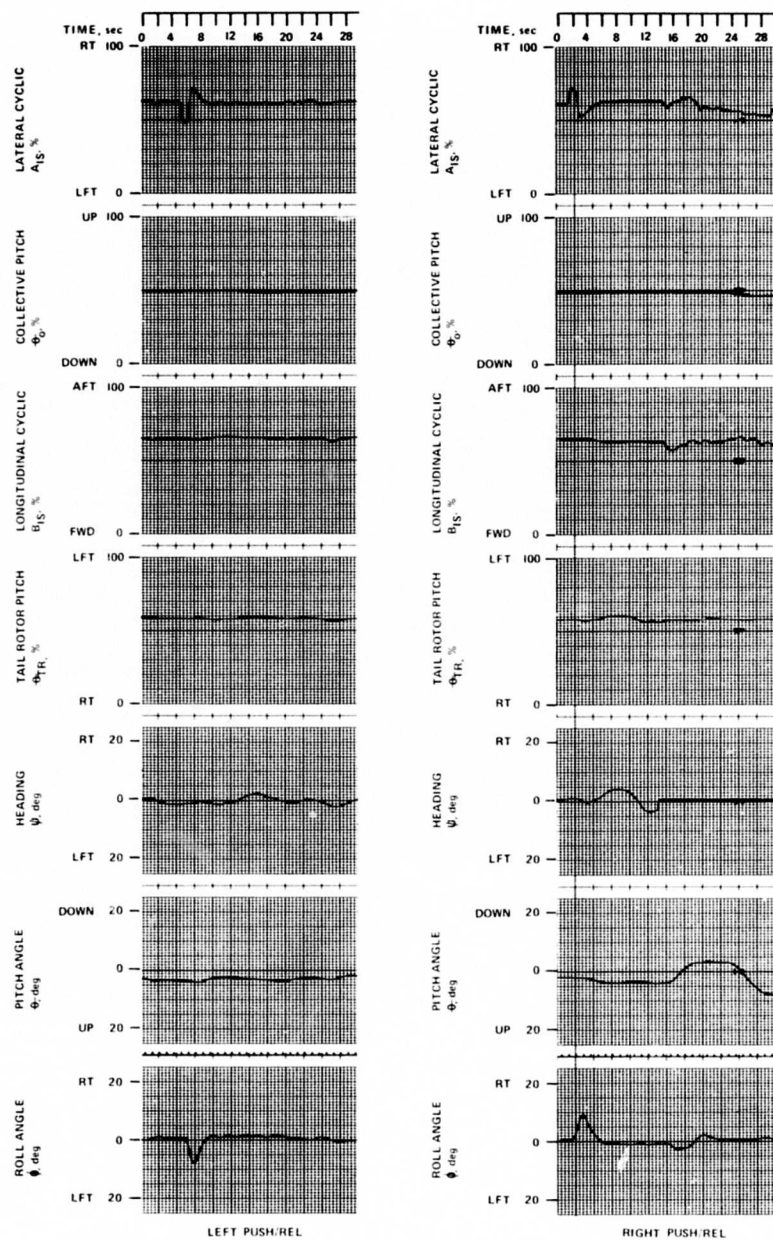 TIME, sec 0 4 8 12 16 20 24 28
LATERAL CYCLIC
A1S, %
RT 100
LFT 0
COLLECTIVE PITCH
θo, %
UP 100
DOWN 0
LONGITUDINAL CYCLIC
B1S, %
AFT 100
FWD 0
TAIL ROTOR PITCH
θTR, %
LFT 100
RT 0
HEADING
ψ, deg
RT 20
0
LFT 20
PITCH ANGLE
θ, deg
DOWN 20
0
UP 20
ROLL ANGLE
ϕ, deg
RT 20
0
LFT 20
LEFT PUSH/REL
TIME, sec 0 4 8 12 16 20 24 28
LATERAL CYCLIC
A1S, %
RT 100
LFT 0
COLLECTIVE PITCH
θo, %
UP 100
DOWN 0
LONGITUDINAL CYCLIC
B1S, %
AFT 100
FWD 0
TAIL ROTOR PITCH
θTR, %
LFT 100
RT 0
HEADING
ψ, deg
RT 20
0
LFT 20
PITCH ANGLE
θ, deg
DOWN 20
0
UP 20
ROLL ANGLE
ϕ, deg
RT 20
0
LFT 20
RIGHT PUSH/REL